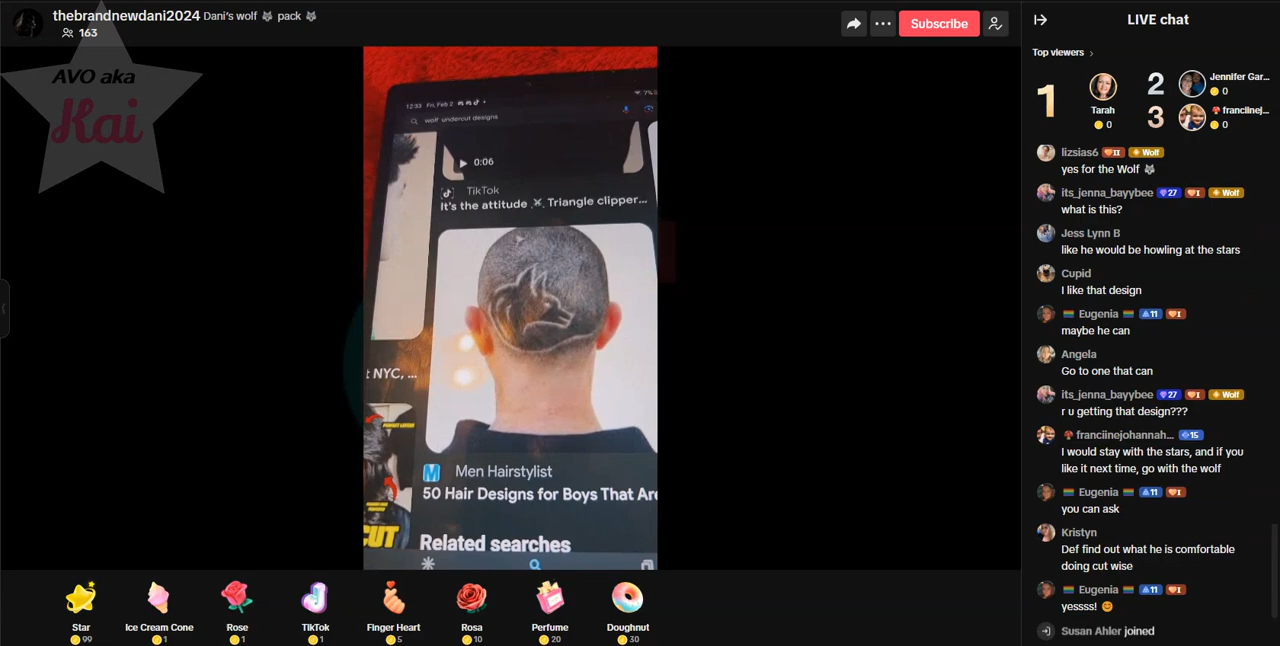 thebrandnewdani2024 Dani's wolf 🐺 pack 🐺
163
Subscribe
AVO aka
Kai
12:33 Fri, Feb 2
7%
wolf undercut designs
0:06
TikTok
It's the attitude ⚔ Triangle clipper...
t NYC, ...
Men Hairstylist
50 Hair Designs for Boys That Are
CUT
Related searches
Star
99
Ice Cream Cone
1
Rose
1
TikTok
1
Finger Heart
5
Rosa
10
Perfume
20
Doughnut
30
LIVE chat
Top viewers
1
Tarah
0
2
Jennifer Gar...
0
3
franciinej...
0
lizsias6 II Wolf
yes for the Wolf 🐺
its_jenna_bayybee 27 I Wolf
what is this?
Jess Lynn B
like he would be howling at the stars
Cupid
I like that design
Eugenia 11 I
maybe he can
Angela
Go to one that can
its_jenna_bayybee 27 I Wolf
r u getting that design???
franciinejohannah... 15
I would stay with the stars, and if you
like it next time, go with the wolf
Eugenia 11 I
you can ask
Kristyn
Def find out what he is comfortable
doing cut wise
Eugenia 11 I
yessss! 😊
Susan Ahler joined